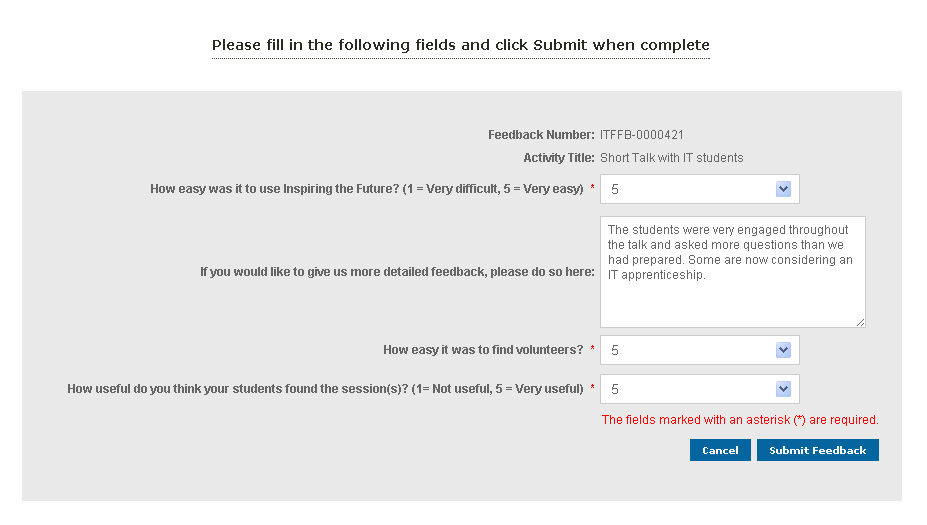 Please fill in the following fields and click Submit when complete
Feedback Number: ITFFB-0000421
Activity Title: Short Talk with IT students
How easy was it to use Inspiring the Future? (1 = Very difficult, 5 = Very easy) * 5
If you would like to give us more detailed feedback, please do so here:
The students were very engaged throughout
the talk and asked more questions than we
had prepared. Some are now considering an
IT apprenticeship.
How easy it was to find volunteers? * 5
How useful do you think your students found the session(s)? (1= Not useful, 5 = Very useful) * 5
The fields marked with an asterisk (*) are required.
Cancel Submit Feedback